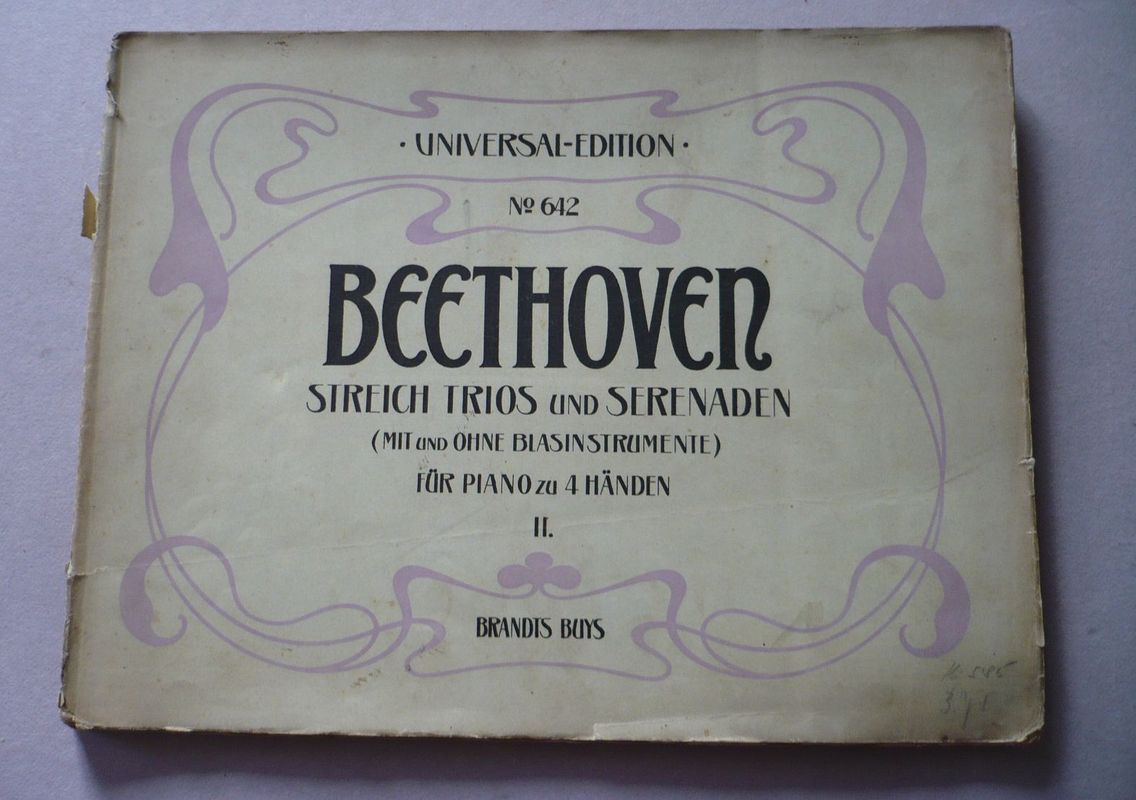 · UNIVERSAL-EDITION ·
No 642
BEETHOVEN
STREICH TRIOS UND SERENADEN
(MIT UND OHNE BLASINSTRUMENTE)
FÜR PIANO ZU 4 HÄNDEN
II.
BRANDTS BUYS